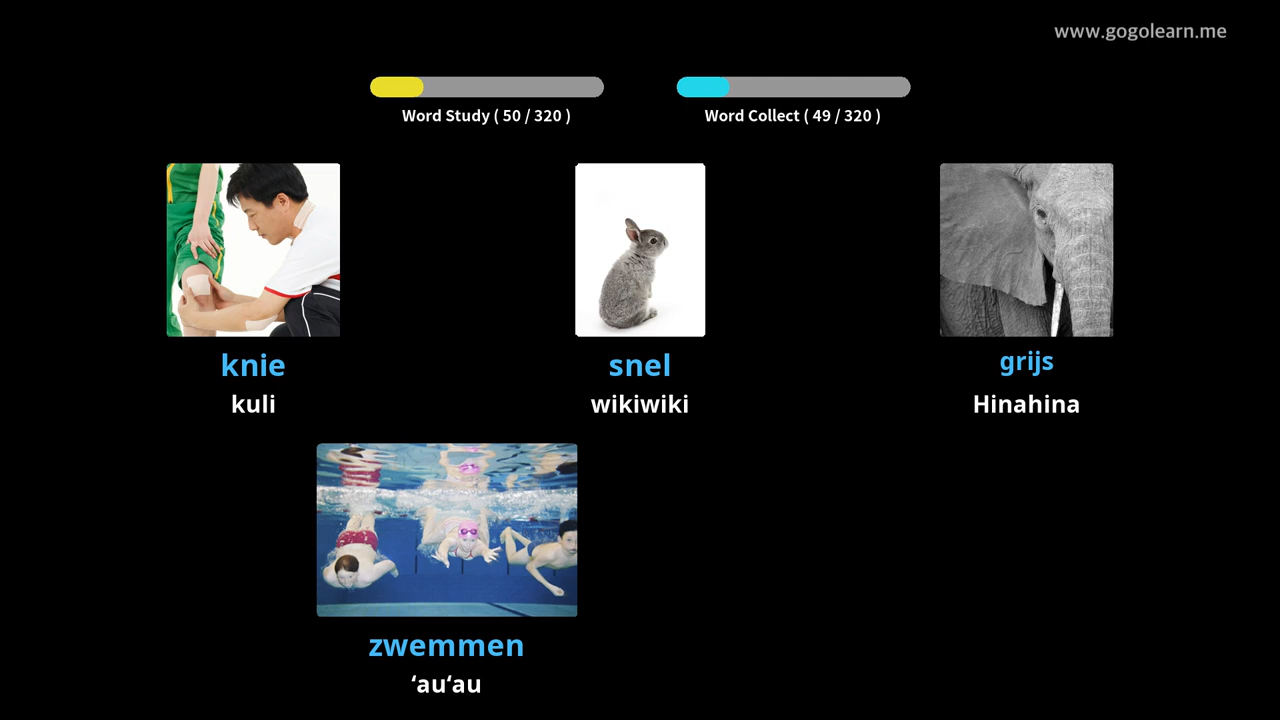 www.gogolearn.me
Word Study ( 50 / 320 )
Word Collect ( 49 / 320 )
knie
snel
grijs
kuli
wikiwiki
Hinahina
zwemmen
ʻauʻau